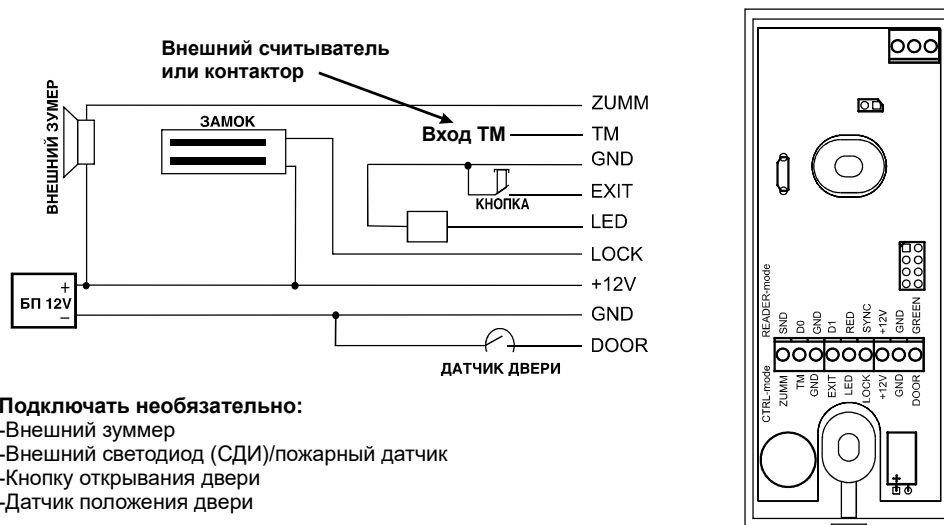 Внешний считыватель
или контактор
ВНЕШНИЙ ЗУМЕР
ЗАМОК
Вход ТМ
КНОПКА
ZUMM
TM
GND
EXIT
LED
LOCK
+12V
GND
DOOR
+
БП 12V
–
ДАТЧИК ДВЕРИ
Подключать необязательно:
-Внешний зуммер
-Внешний светодиод (СДИ)/пожарный датчик
-Кнопку открывания двери
-Датчик положения двери
READER-mode
SND
D0
GND
D1
RED
SYNC
+12V
GND
GREEN
CTRL-mode
ZUMM
TM
GND
EXIT
LED
LOCK
+12V
GND
DOOR
+